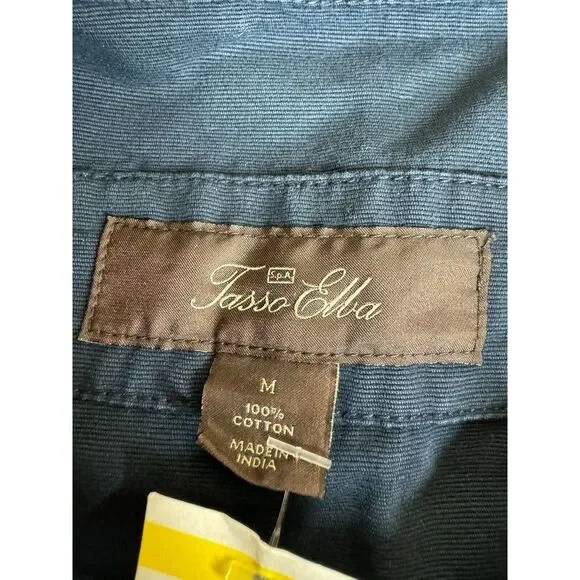 S.p.A.
Tasso Elba
M
100%
COTTON
MADE IN
INDIA